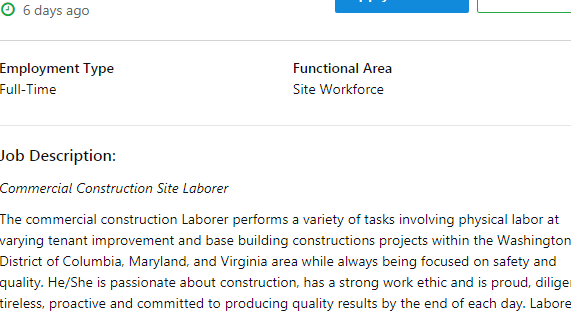 6 days ago
Employment Type
Functional Area
Full-Time
Site Workforce
Job Description:
Commercial Construction Site Laborer
The commercial construction Laborer performs a variety of tasks involving physical labor at
varying tenant improvement and base building constructions projects within the Washington
District of Columbia, Maryland, and Virginia area while always being focused on safety and
quality. He/She is passionate about construction, has a strong work ethic and is proud,
tireless, proactive and committed to producing quality results by the end of each day.